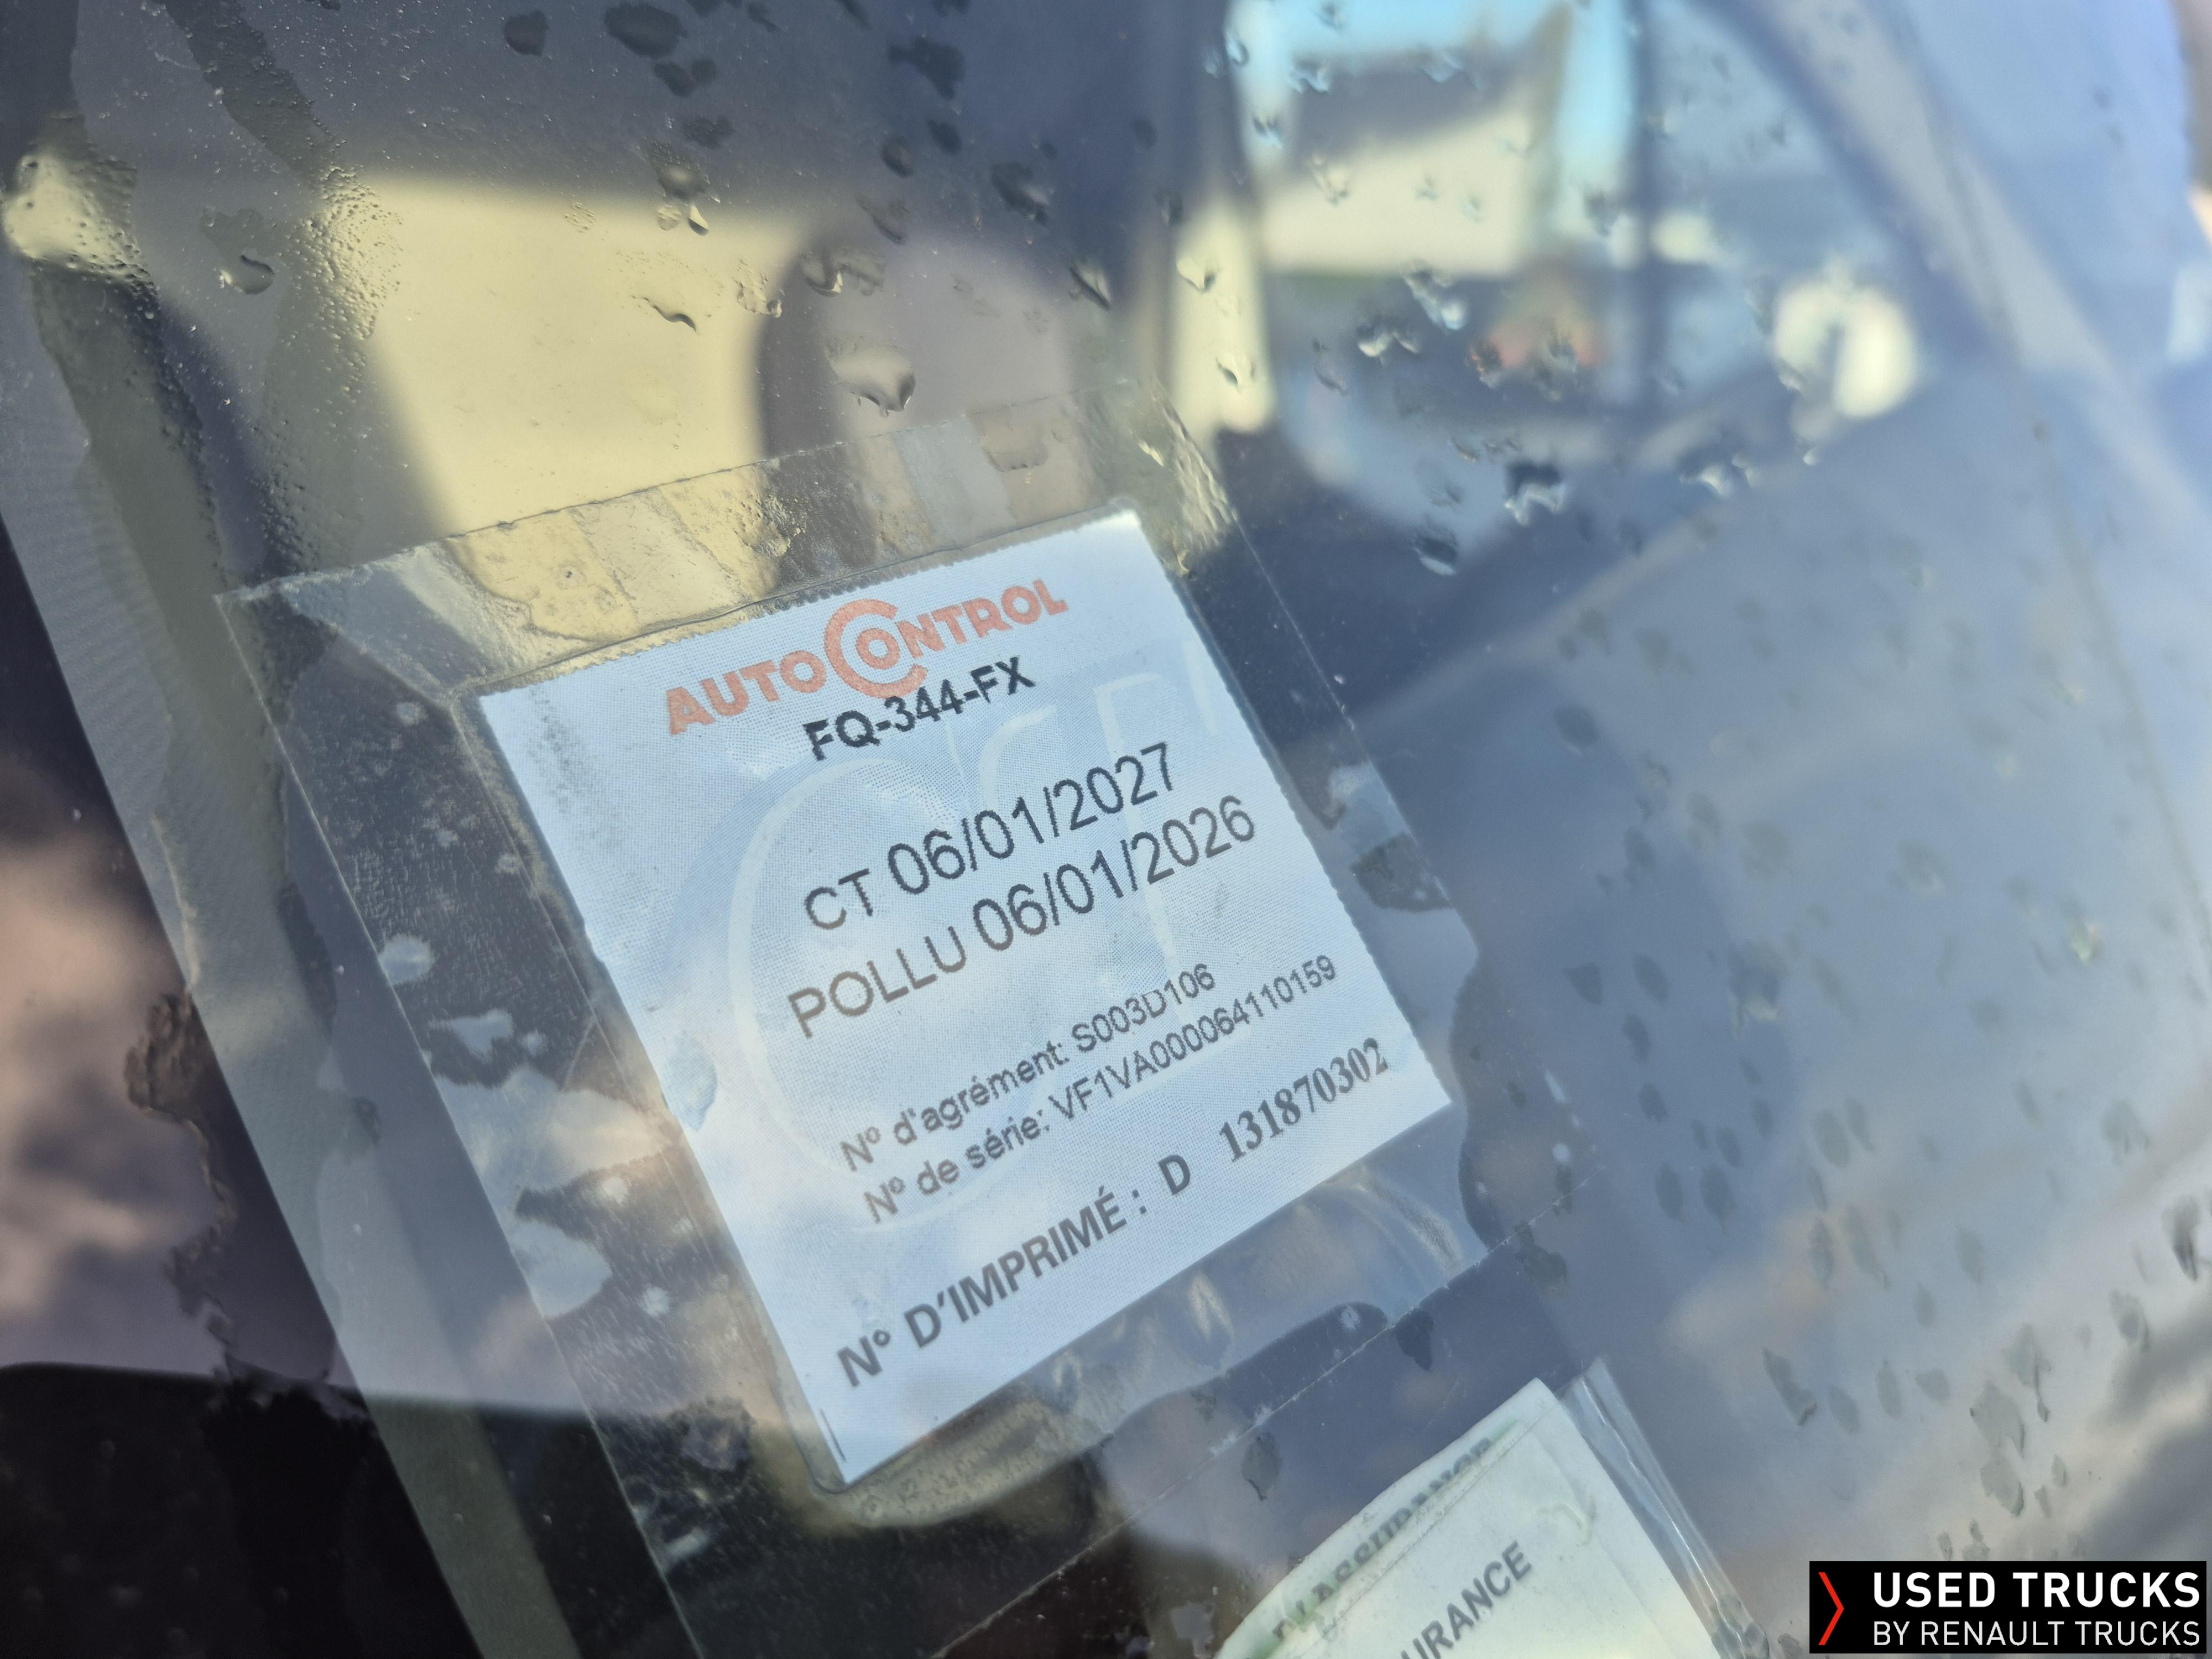 AUTOCONTROL
FQ-344-FX
CT 06/01/2027
POLLU 06/01/2026
N° d'agrément: S003D106
N° de série: VF1VA000064110159
N° D'IMPRIMÉ : D 131870302
D'ASSURANCE
URANCE
USED TRUCKS
BY RENAULT TRUCKS